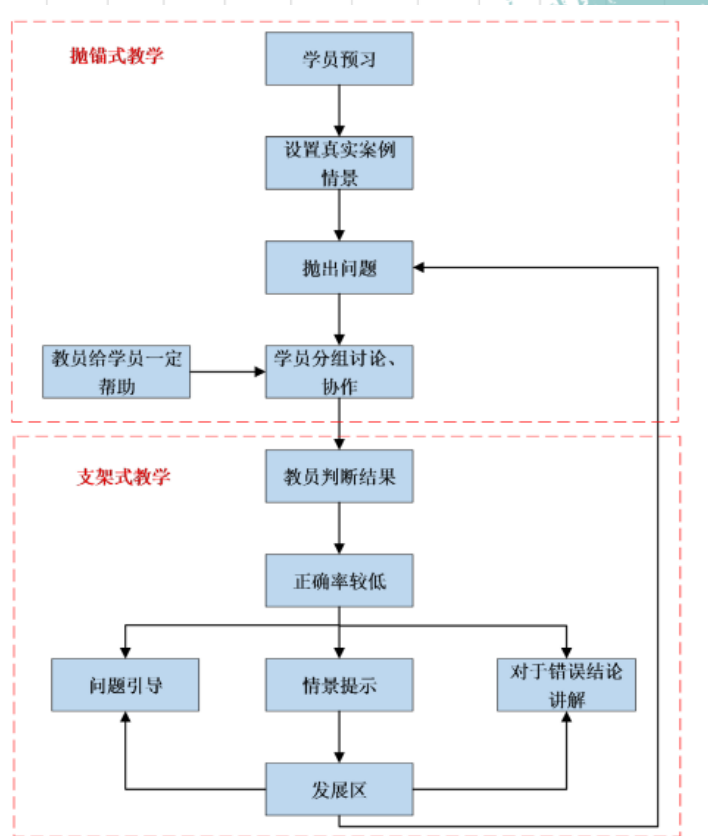 抛锚式教学
学员预习
设置真实案例
情景
抛出问题
教员给学员一定
帮助
学员分组讨论、
协作
支架式教学
教员判断结果
正确率较低
问题引导
情景提示
对于错误结论
讲解
发展区